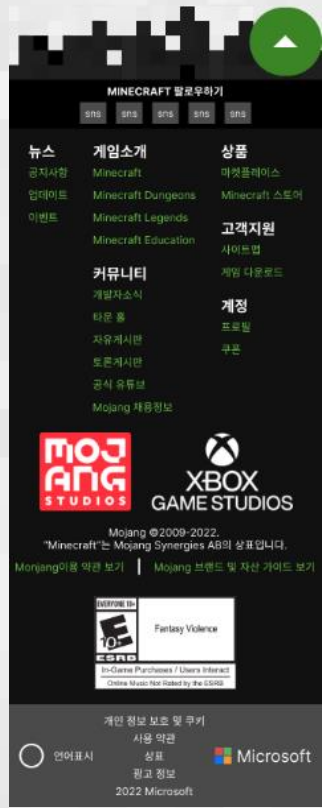 MINECRAFT 팔로우하기
sns sns sns sns sns
뉴스
공지사항
업데이트
이벤트
게임소개
Minecraft
Minecraft Dungeons
Minecraft Legends
Minecraft Education
커뮤니티
개발자소식
타운 홀
자유게시판
토론게시판
공식 유튜브
Mojang 채용정보
상품
마켓플레이스
Minecraft 스토어
고객지원
사이트맵
게임 다운로드
계정
프로필
쿠폰
MOJANG
STUDIOS
XBOX
GAME STUDIOS
Mojang ©2009-2022.
"Minecraft"는 Mojang Synergies AB의 상표입니다.
Monjang이용 약관 보기 | Mojang 브랜드 및 자산 가이드 보기
EVERYONE 10+
E
10+
ESRB
Fantasy Violence
In-Game Purchases / Users Interact
Online Music Not Rated by the ESRB
개인 정보 보호 및 쿠키
사용 약관
언어표시
상표
Microsoft
광고 정보
2022 Microsoft